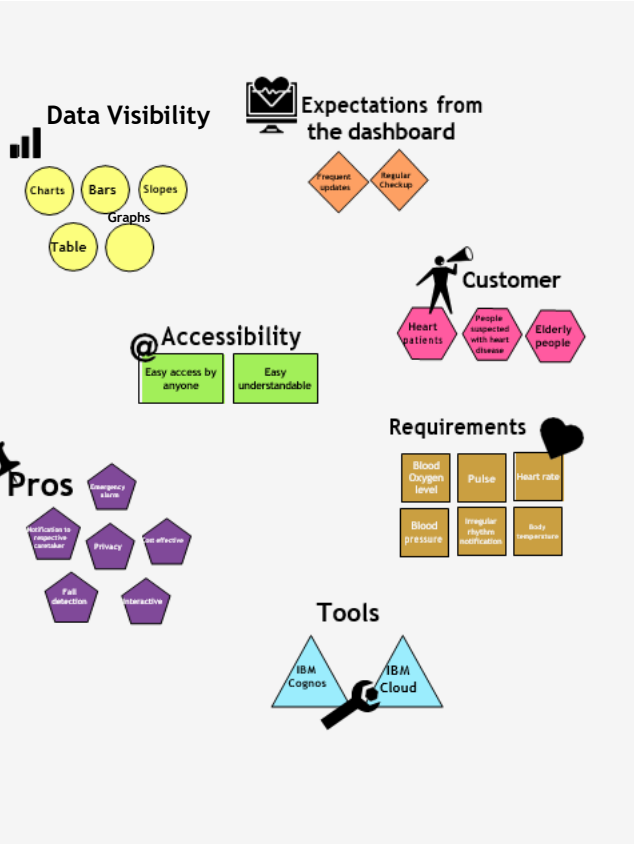 Data Visibility
Charts
Bars
Slopes
Graphs
Table
Expectations from
the dashboard
Frequent
updates
Regular
Checkup
Customer
Heart
patients
People
suspected
with heart
disease
Elderly
people
@
Accessibility
Easy access by
anyone
Easy
understandable
Requirements
Blood
Oxygen
level
Pulse
Heart rate
Blood
pressure
Irregular
rhythm
notification
Body
temperature
Pros
Emergency
alarm
Notification to
respective
caretaker
Privacy
Cost effective
Fall
detection
Interactive
Tools
IBM
Cognos
IBM
Cloud